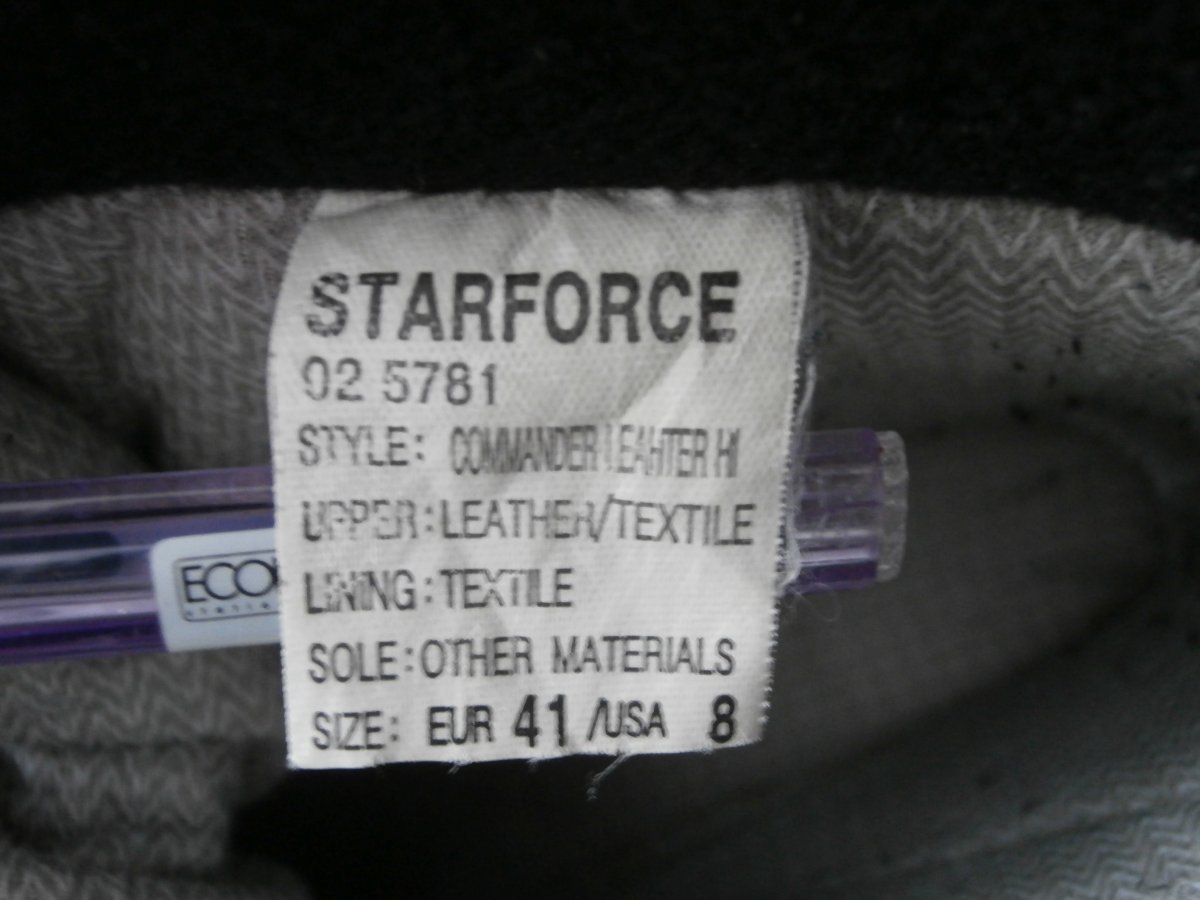 STARFORCE
02 5781
STYLE: COMMANDER LEAHTER HI
UPPER: LEATHER/TEXTILE
LINING: TEXTILE
SOLE: OTHER MATERIALS
SIZE: EUR 41 /USA 8
ECO